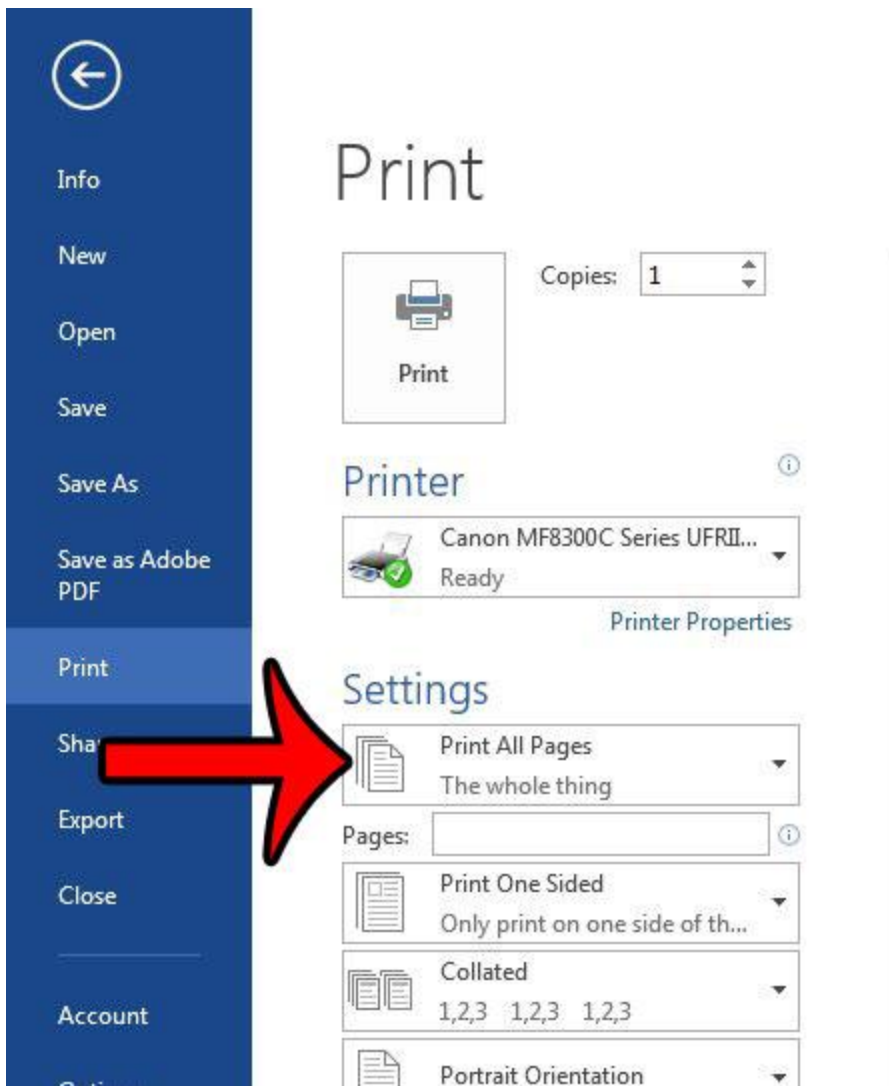 Info
New
Open
Save
Save As
Save as Adobe
PDF
Print
Export
Close
Account
Print
Copies: 1
Print
Printer
Canon MF8300C Series UFRII...
Ready
Printer Properties
Settings
Print All Pages
The whole thing
Pages:
Print One Sided
Only print on one side of th...
Collated
1,2,3 1,2,3 1,2,3
Portrait Orientation